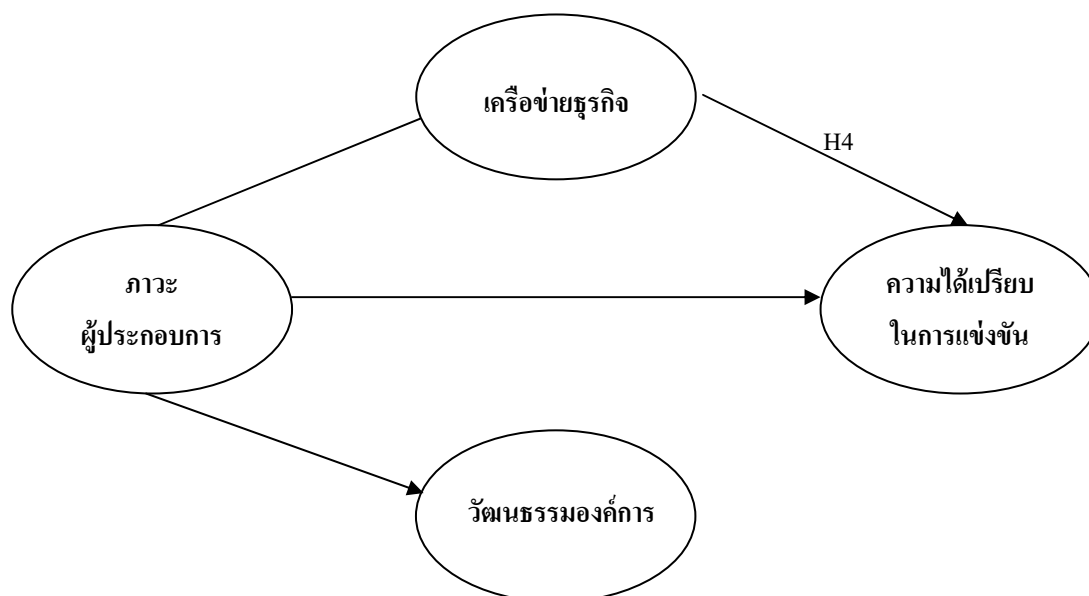 เครือข่ายธุรกิจ
H4
ภาวะ
ผู้ประกอบการ
ความได้เปรียบ
ในการแข่งขัน
วัฒนธรรมองค์การ